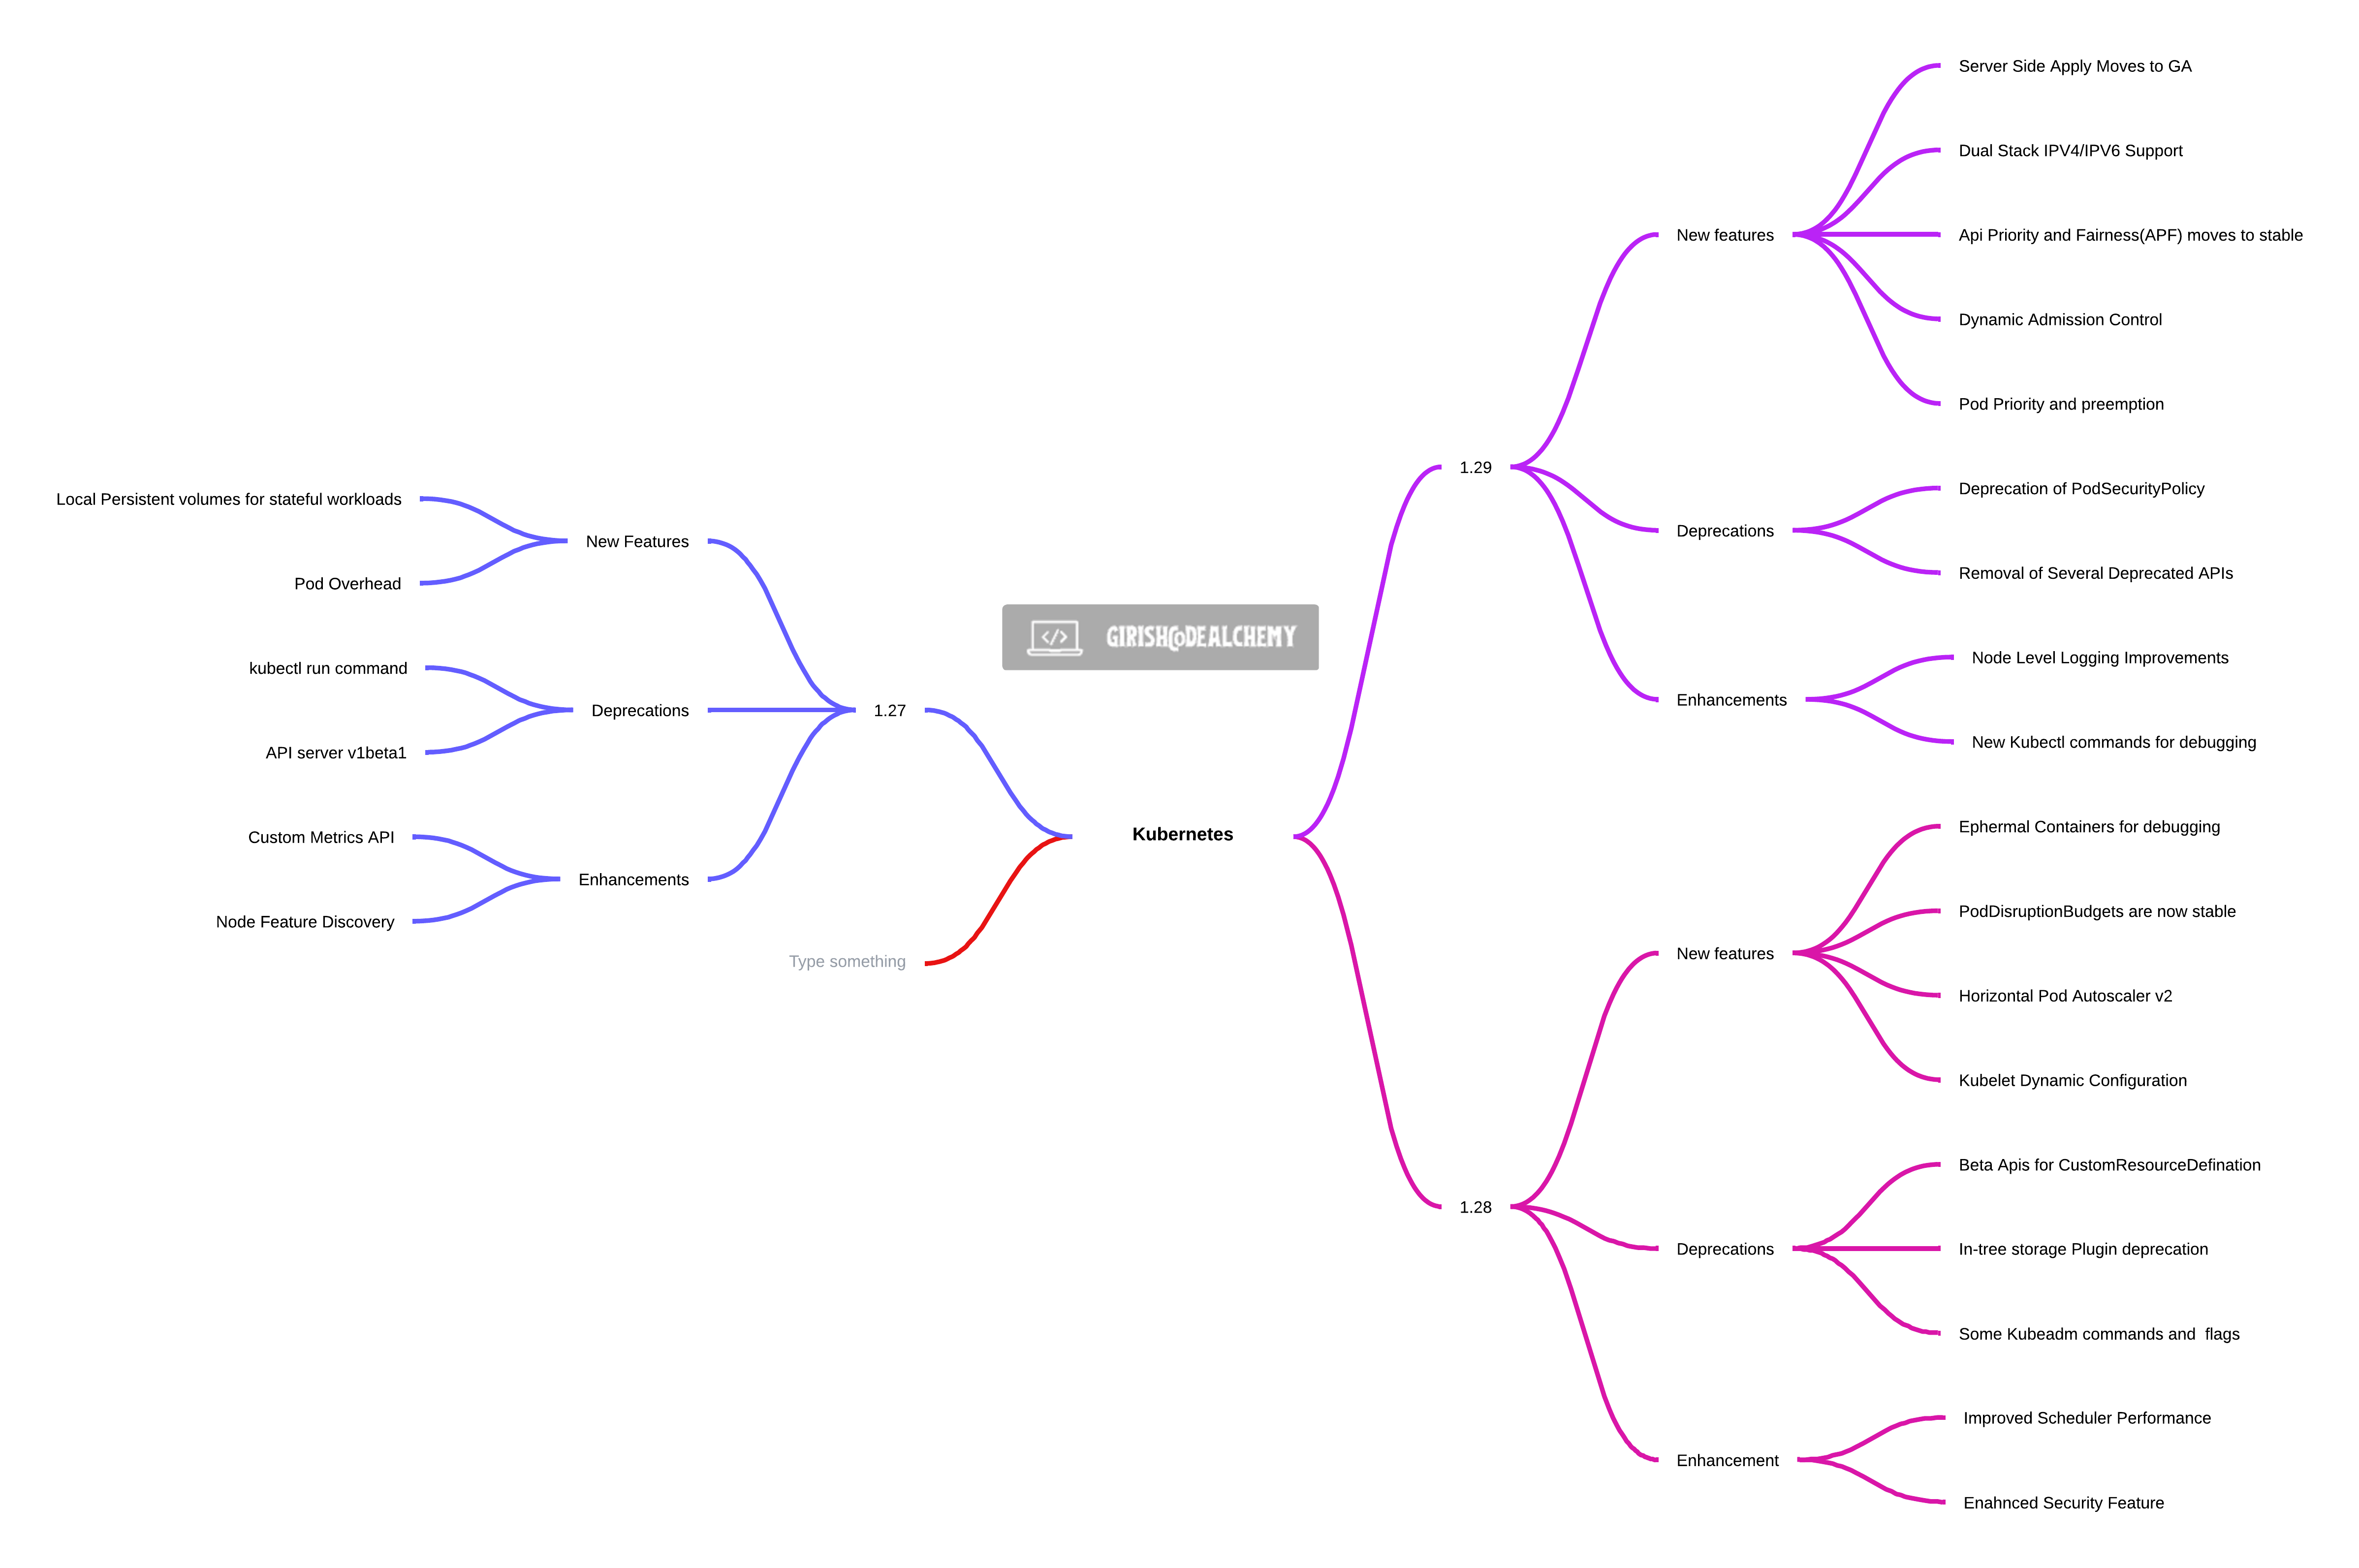 Kubernetes
GIRISHCODEALCHEMY
</>
1.27
New Features
Local Persistent volumes for stateful workloads
Pod Overhead
Deprecations
kubectl run command
API server v1beta1
Enhancements
Custom Metrics API
Node Feature Discovery
Type something
1.29
New features
Server Side Apply Moves to GA
Dual Stack IPV4/IPV6 Support
Api Priority and Fairness(APF) moves to stable
Dynamic Admission Control
Pod Priority and preemption
Deprecations
Deprecation of PodSecurityPolicy
Removal of Several Deprecated APIs
Enhancements
Node Level Logging Improvements
New Kubectl commands for debugging
1.28
New features
Ephermal Containers for debugging
PodDisruptionBudgets are now stable
Horizontal Pod Autoscaler v2
Kubelet Dynamic Configuration
Deprecations
Beta Apis for CustomResourceDefination
In-tree storage Plugin deprecation
Some Kubeadm commands and  flags
Enhancement
Improved Scheduler Performance
Enahnced Security Feature